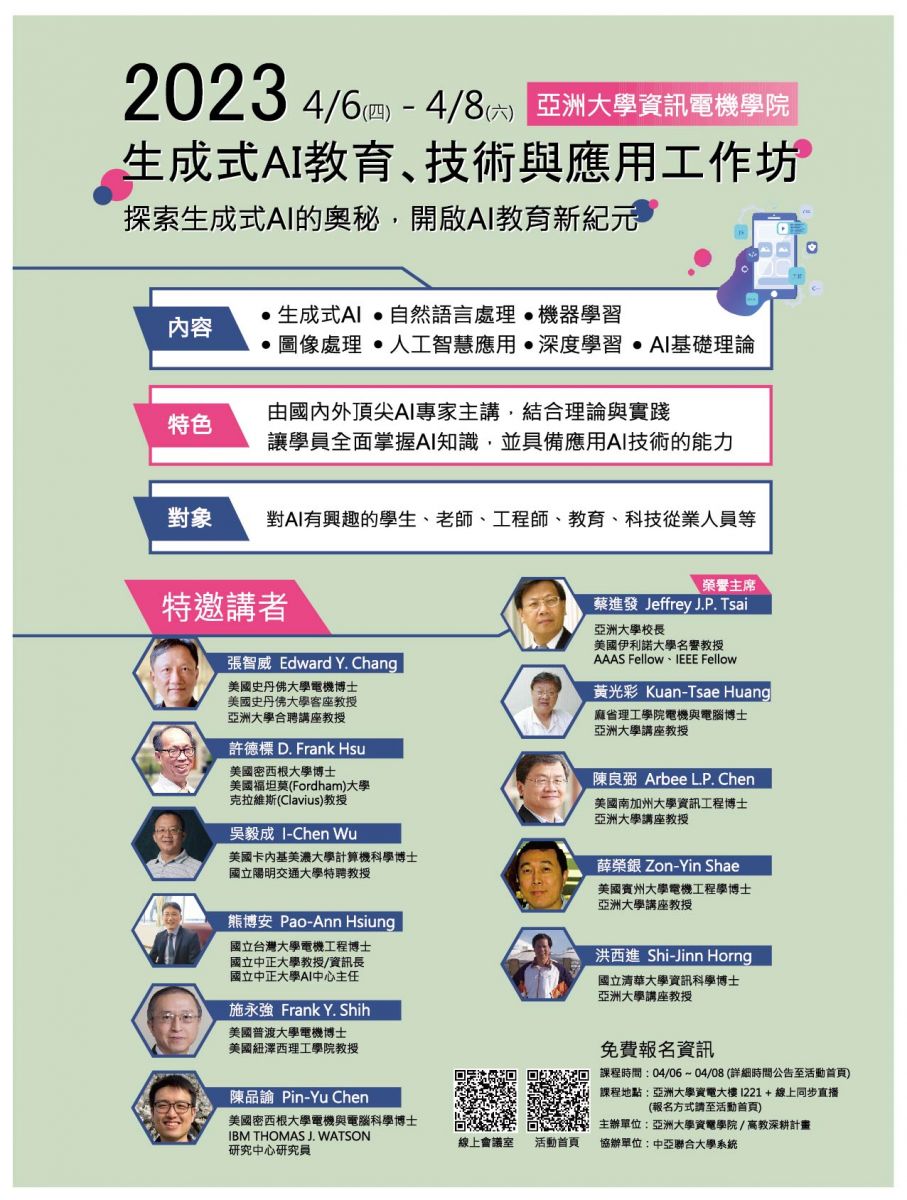 2023 4/6(四) - 4/8(六) 亞洲大學資訊電機學院
生成式AI教育、技術與應用工作坊
探索生成式AI的奧秘，開啟AI教育新紀元
內容
● 生成式AI ● 自然語言處理 ● 機器學習
● 圖像處理 ● 人工智慧應用 ● 深度學習 ● AI基礎理論
特色
由國內外頂尖AI專家主講，結合理論與實踐
讓學員全面掌握AI知識，並具備應用AI技術的能力
對象
對AI有興趣的學生、老師、工程師、教育、科技從業人員等
特邀講者
張智威 Edward Y. Chang
美國史丹佛大學電機博士
美國史丹佛大學客座教授
亞洲大學合聘講座教授
許德標 D. Frank Hsu
美國密西根大學博士
美國福坦莫(Fordham)大學
克拉維斯(Clavius)教授
吳毅成 I-Chen Wu
美國卡內基美濃大學計算機科學博士
國立陽明交通大學特聘教授
熊博安 Pao-Ann Hsiung
國立台灣大學電機工程博士
國立中正大學教授/資訊長
國立中正大學AI中心主任
施永強 Frank Y. Shih
美國普渡大學電機博士
美國紐澤西理工學院教授
陳品諭 Pin-Yu Chen
美國密西根大學電機與電腦科學博士
IBM THOMAS J. WATSON
研究中心研究員
榮譽主席
蔡進發 Jeffrey J.P. Tsai
亞洲大學校長
美國伊利諾大學名譽教授
AAAS Fellow、IEEE Fellow
黃光彩 Kuan-Tsae Huang
麻省理工學院電機與電腦博士
亞洲大學講座教授
陳良弼 Arbee L.P. Chen
美國南加州大學資訊工程博士
亞洲大學講座教授
薛榮銀 Zon-Yin Shae
美國賓州大學電機工程學博士
亞洲大學講座教授
洪西進 Shi-Jinn Horng
國立清華大學資訊科學博士
亞洲大學講座教授
線上會議室
活動首頁
免費報名資訊
課程時間：04/06 ~ 04/08 (詳細時間公告至活動首頁)
課程地點：亞洲大學資電大樓 I221 + 線上同步直播
(報名方式請至活動首頁)
主辦單位：亞洲大學資電學院 / 高教深耕計畫
協辦單位：中亞聯合大學系統